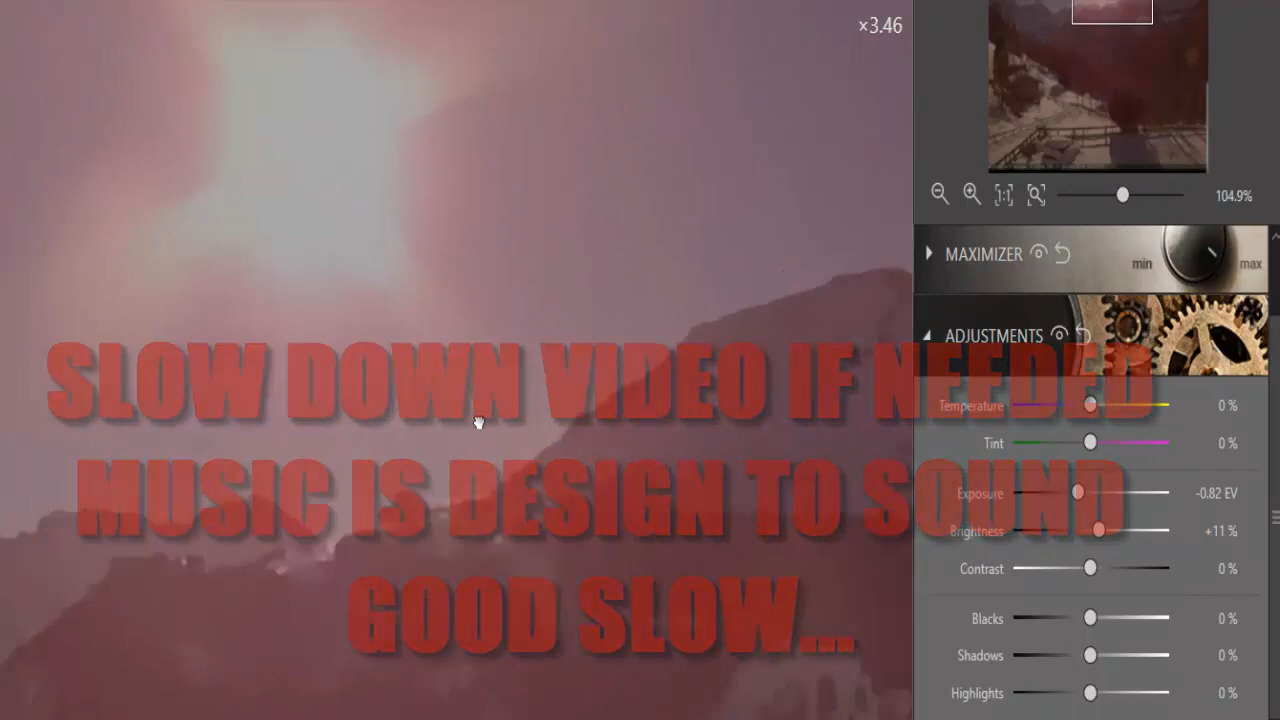 ×3.46
104.9%
MAXIMIZER
min
max
ADJUSTMENTS
SLOW DOWN VIDEO IF NEEDED
MUSIC IS DESIGN TO SOUND
GOOD SLOW...
Temperature 0 %
Tint 0 %
Exposure -0.82 EV
Brightness +11 %
Contrast 0 %
Blacks 0 %
Shadows 0 %
Highlights 0 %
1:1